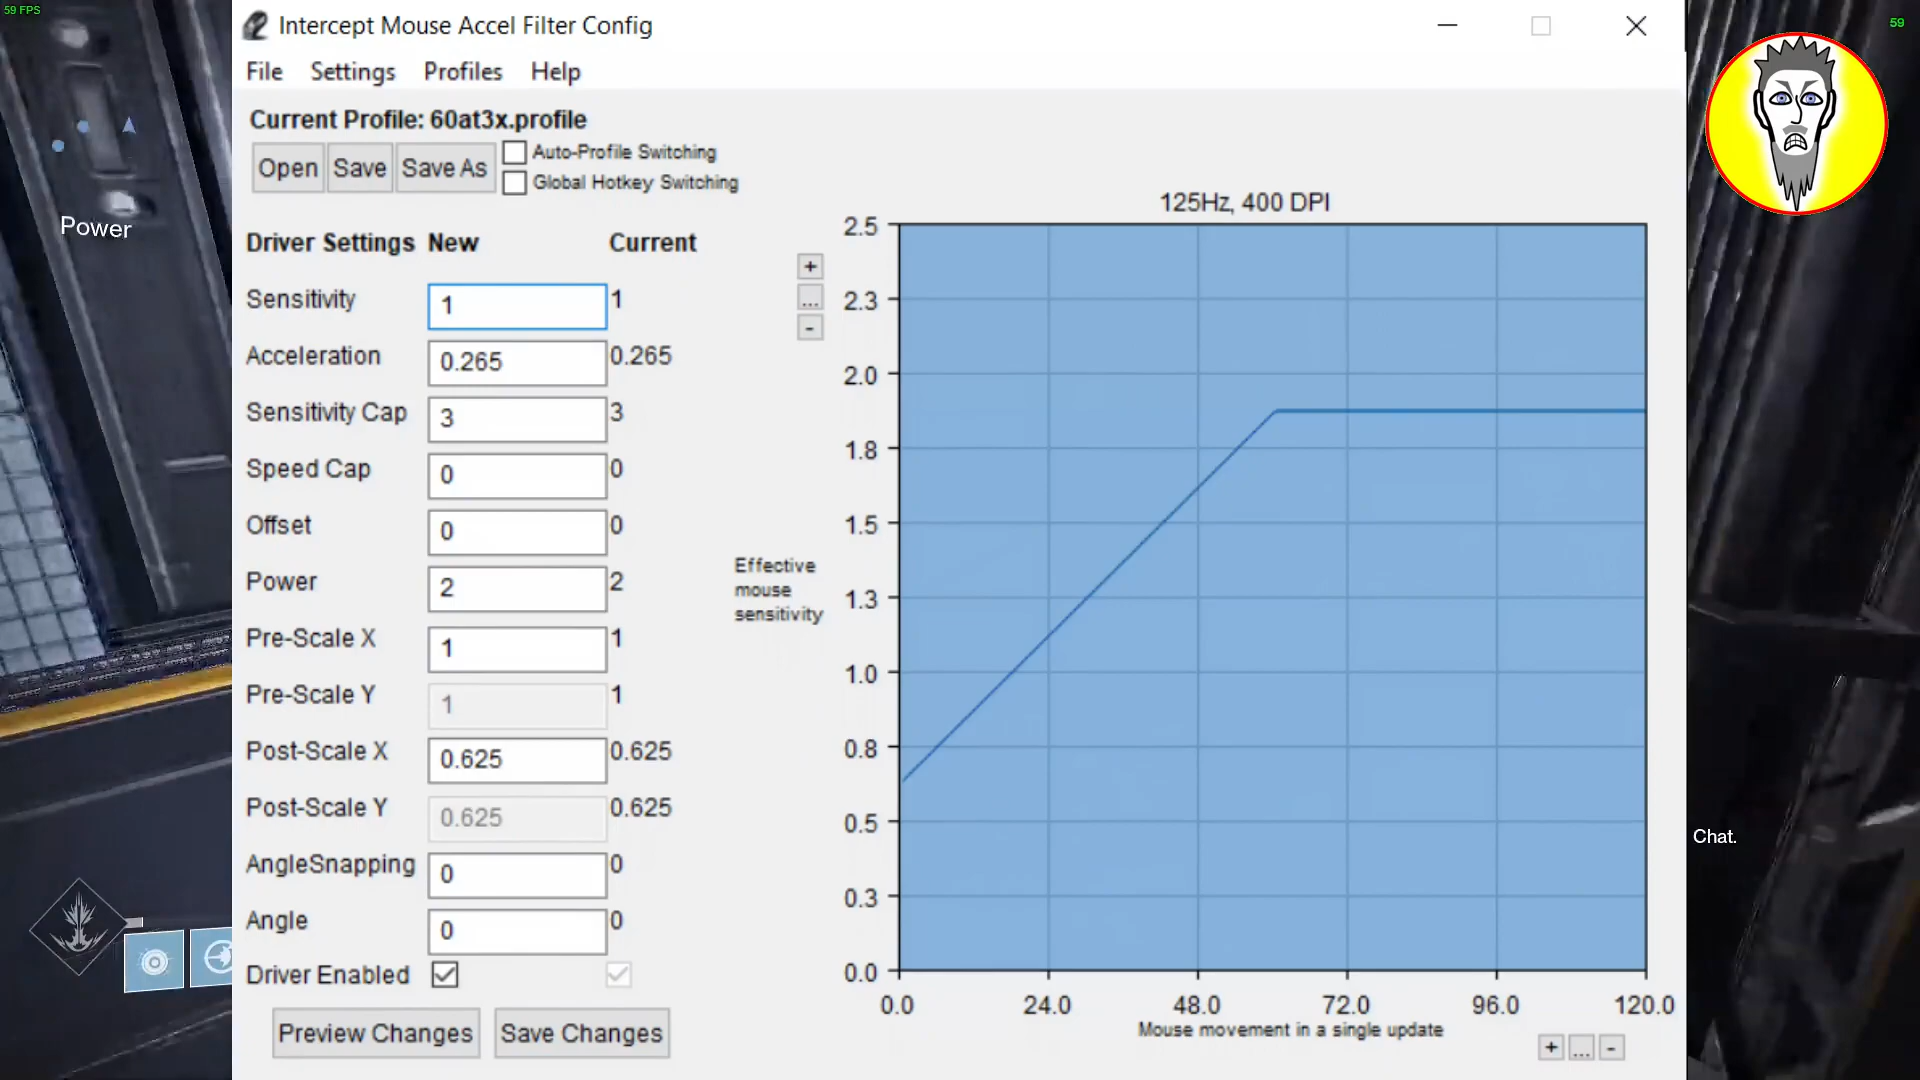 59 FPS
59
Intercept Mouse Accel Filter Config
File Settings Profiles Help
Current Profile: 60at3x.profile
Open Save Save As
Auto-Profile Switching
Global Hotkey Switching
Power
Driver Settings New Current
Sensitivity 1 1
Acceleration 0.265 0.265
Sensitivity Cap 3 3
Speed Cap 0 0
Offset 0 0
Power 2 2
Pre-Scale X 1 1
Pre-Scale Y 1 1
Post-Scale X 0.625 0.625
Post-Scale Y 0.625 0.625
AngleSnapping 0 0
Angle 0 0
Driver Enabled
Preview Changes Save Changes
+
...
-
Effective
mouse
sensitivity
125Hz, 400 DPI
2.5
2.3
2.0
1.8
1.5
1.3
1.0
0.8
0.5
0.3
0.0
0.0 24.0 48.0 72.0 96.0 120.0
Mouse movement in a single update
+ ... -
Chat.